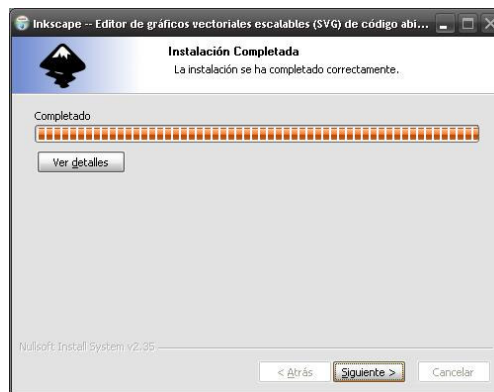 Inkscape -- Editor de gráficos vectoriales escalables (SVG) de código abi...
Instalación Completada
La instalación se ha completado correctamente.
Completado
Ver detalles
Nullsoft Install System v2.35
< Atrás
Siguiente >
Cancelar